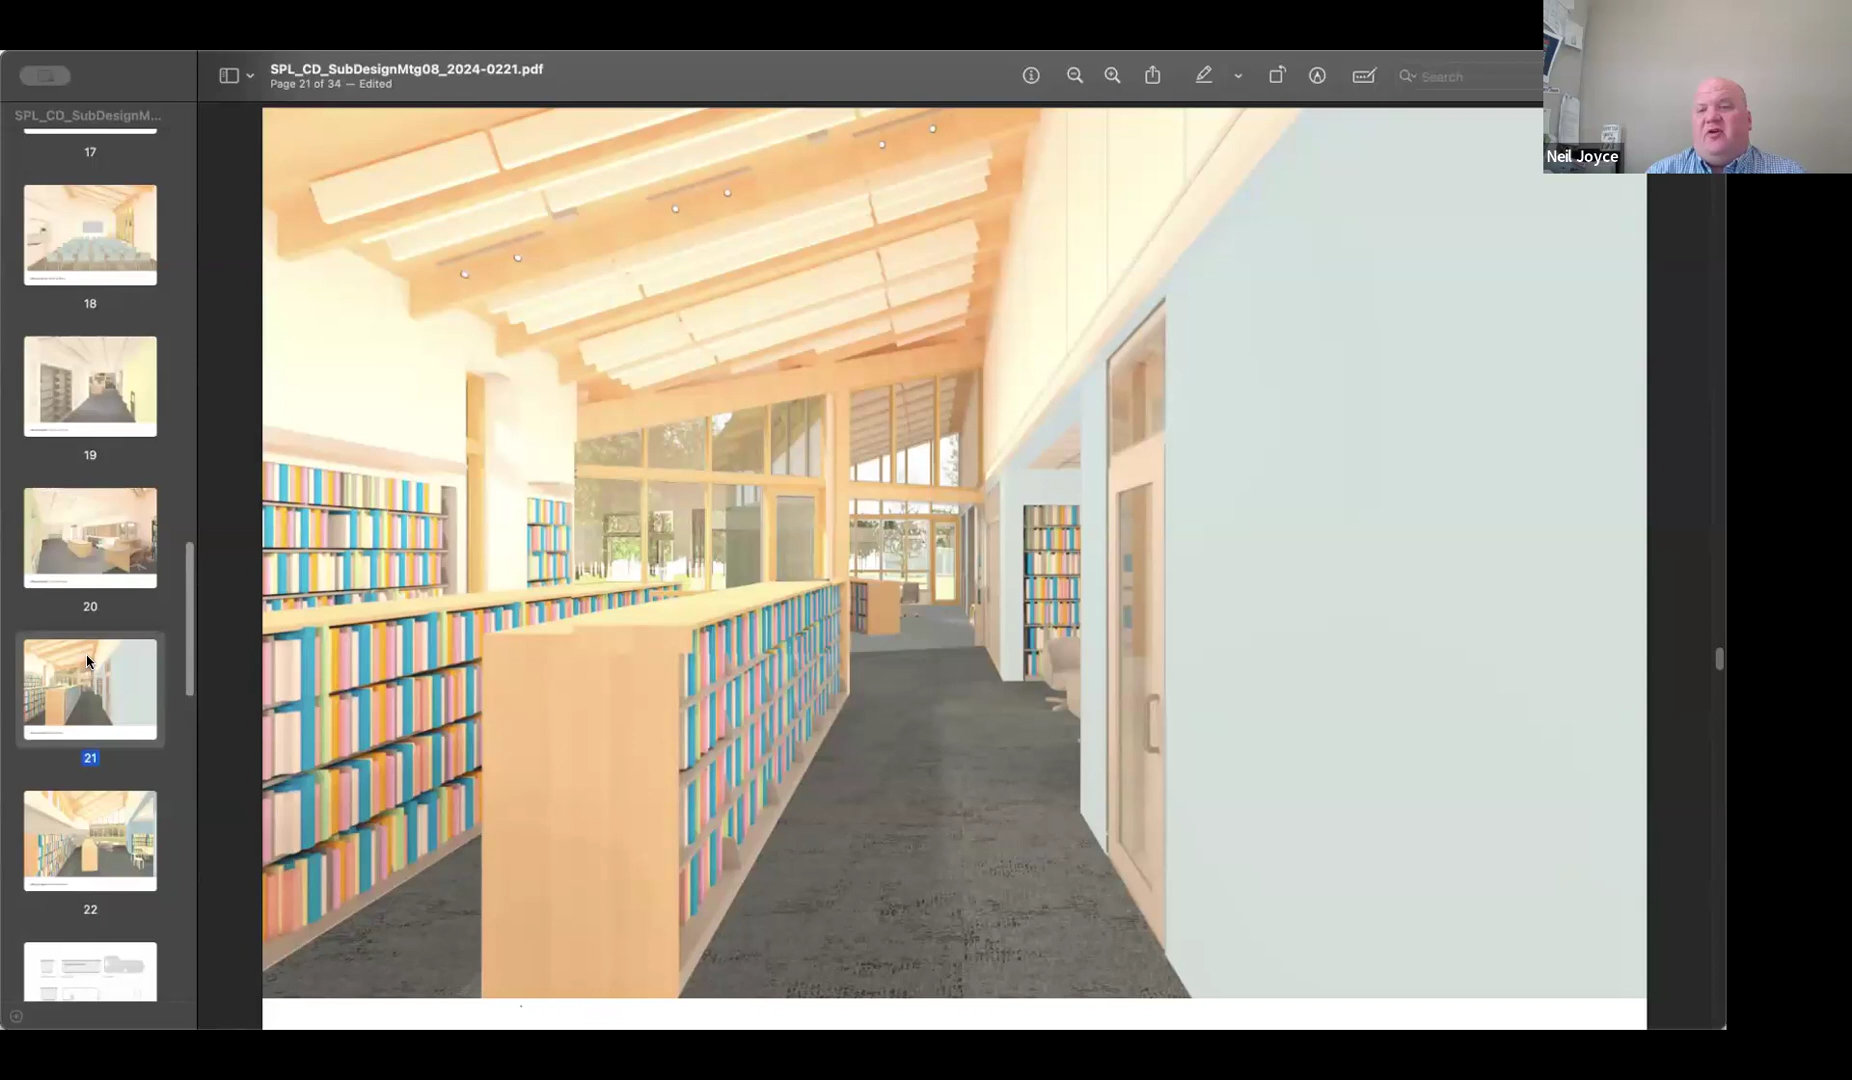 SPL_CD_SubDesignMtg08_2024-0221.pdf
Page 21 of 34 — Edited
Search
Neil Joyce
SPL_CD_SubDesignM...
17
18
19
20
21
22